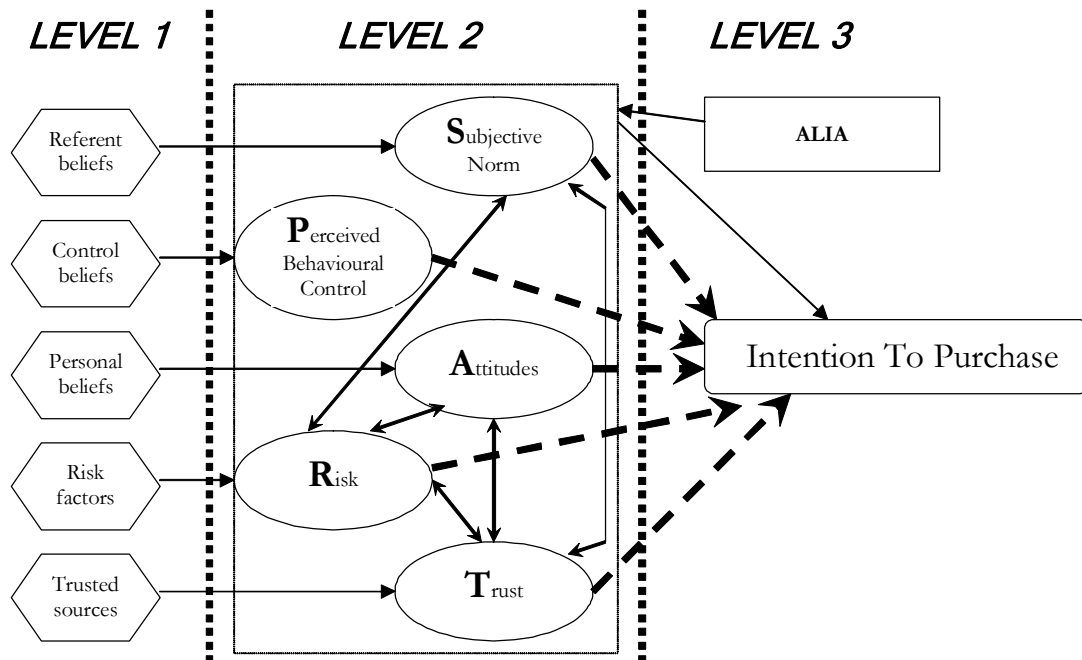 LEVEL 1
LEVEL 2
LEVEL 3
Referent
beliefs
Subjective
Norm
ALIA
Control
beliefs
Perceived
Behavioural
Control
Personal
beliefs
Attitudes
Intention To Purchase
Risk
factors
Risk
Trusted
sources
Trust